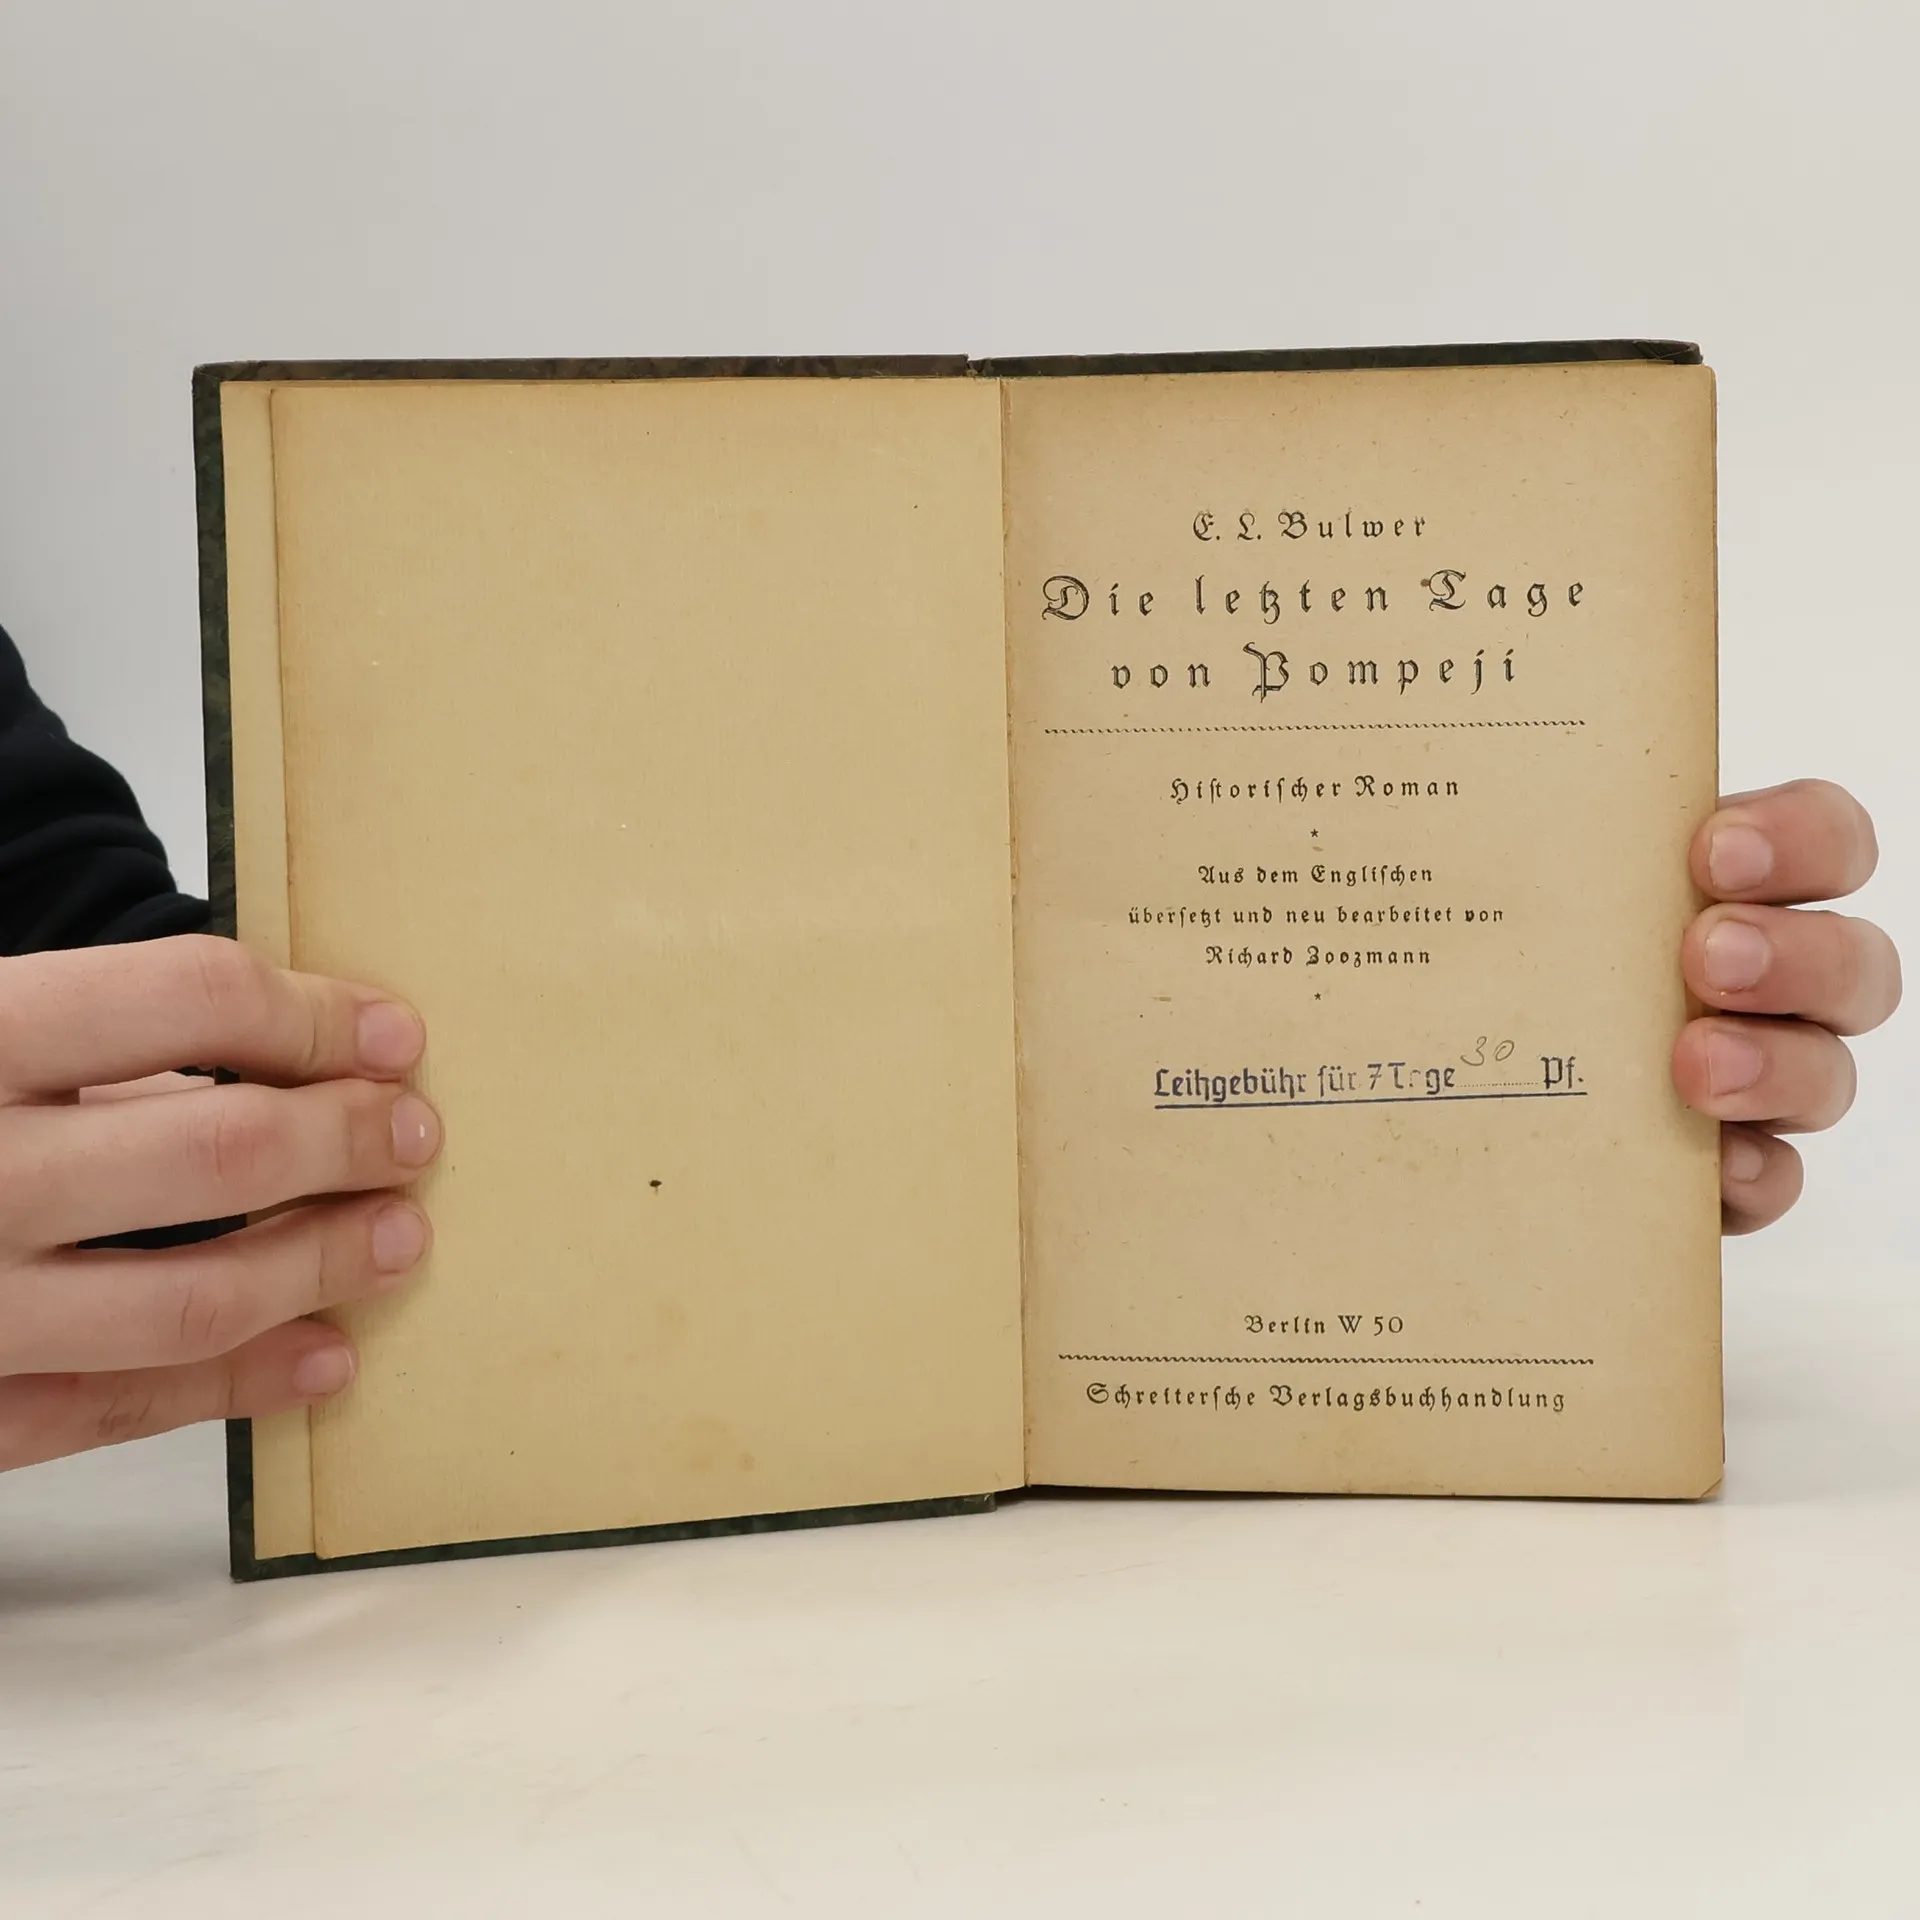 E. L. Bulwer
Die letzten Tage
von Pompeji
Hiſtoriſcher Roman
*
Aus dem Engliſchen
überſetzt und neu bearbeitet von
Richard Zoozmann
*
Leihgebühr für 7 Tage 30 Pf.
Berlin W 50
Schreiterſche Verlagsbuchhandlung